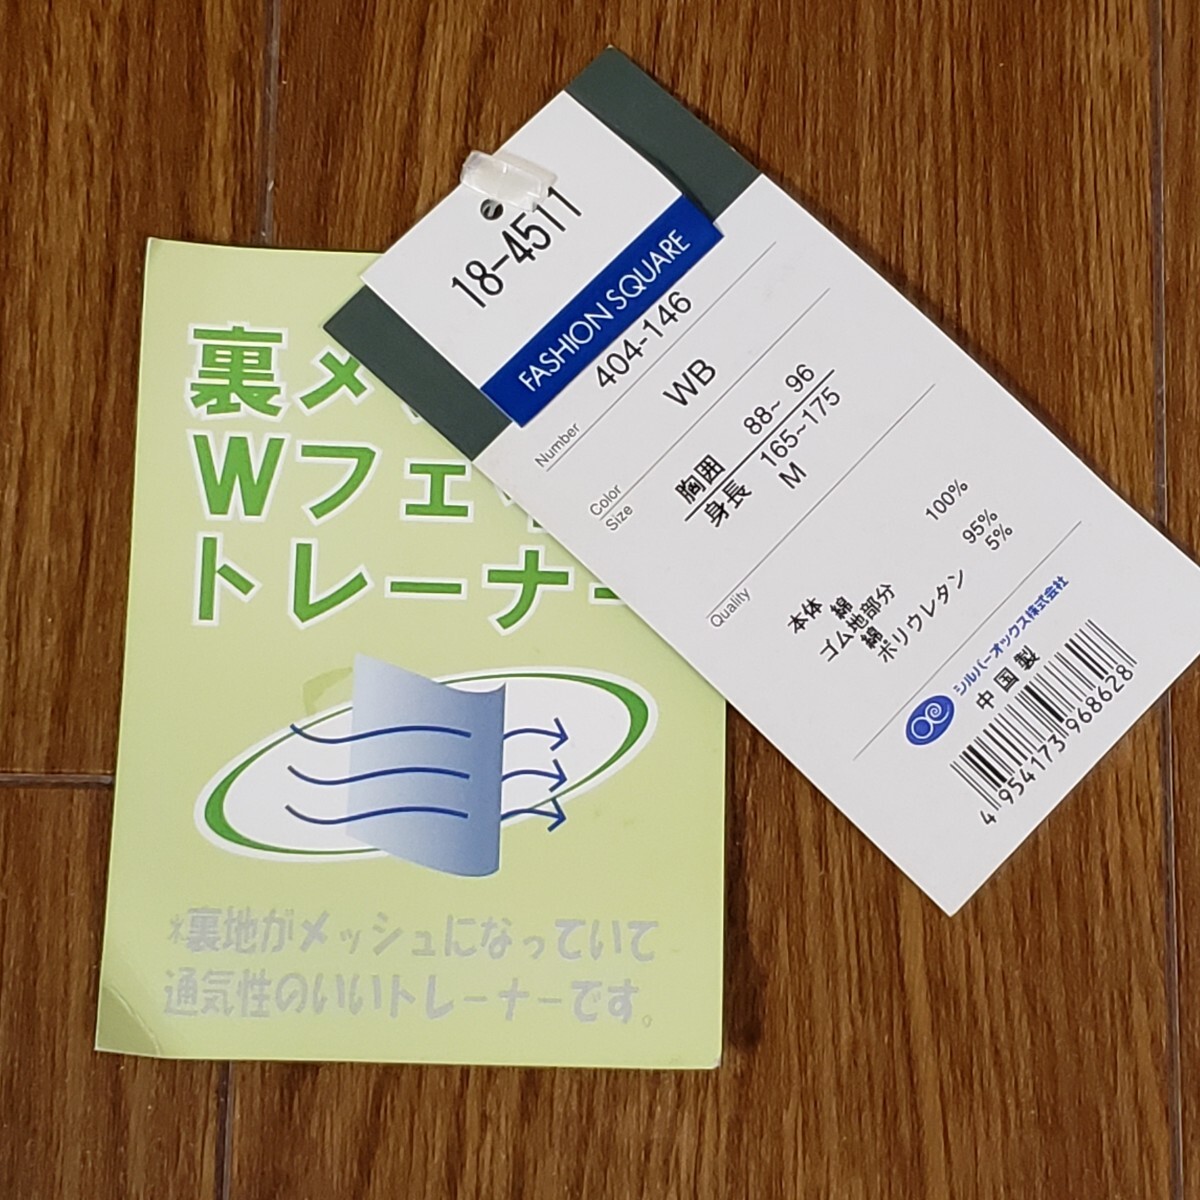 裏メ
Wフェ
トレーナー
*裏地がメッシュになっていて
通気性のいいトレーナーです。
18-4511
FASHION SQUARE
Number 404-146
Color WB
Size 胸囲 88~ 96
身長 165~175
M
Quality
本体 綿 100%
ゴム地部分
綿 95%
ポリウレタン 5%
シルバーオックス株式会社
中国製
4 954173 968628